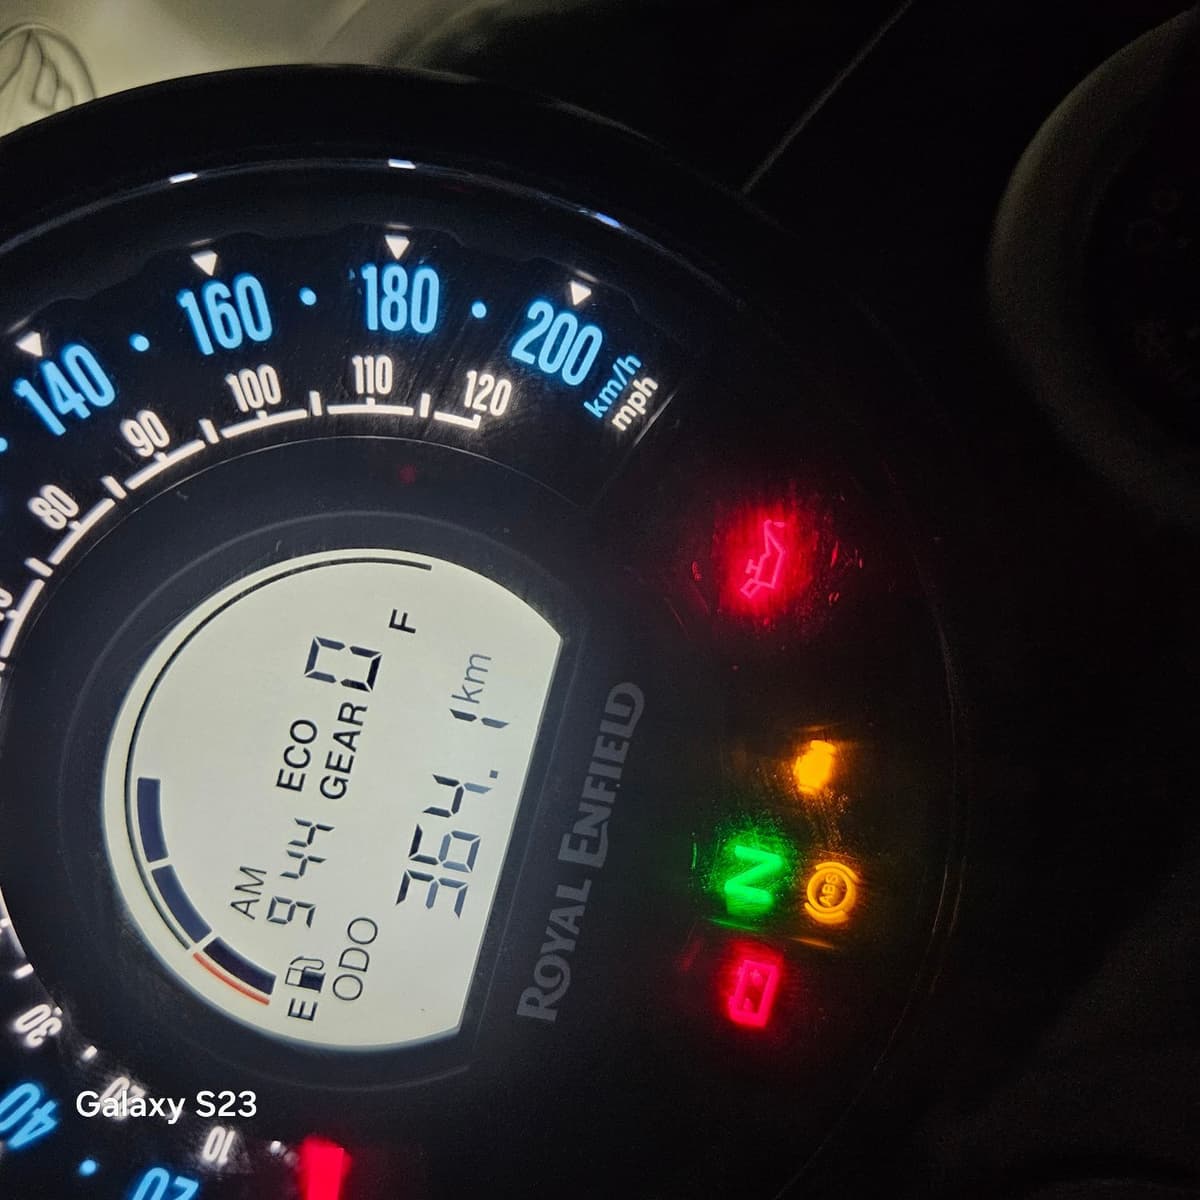 140 160 180 200
km/h
mph
80 90 100 110 120
F
ECO
GEAR 0
AM
9 44
ODO
364.1 km
E
ROYAL ENFIELD
N
ABS
30
20
10
40
20
Galaxy S23